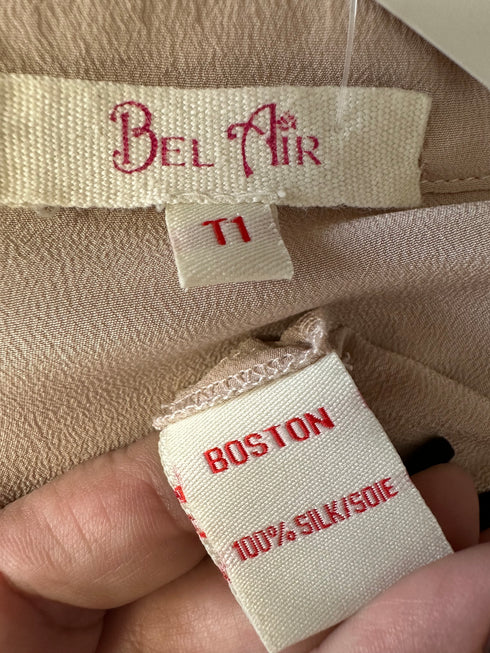 BEL AIR
T1
BOSTON
100% SILK/SOIE